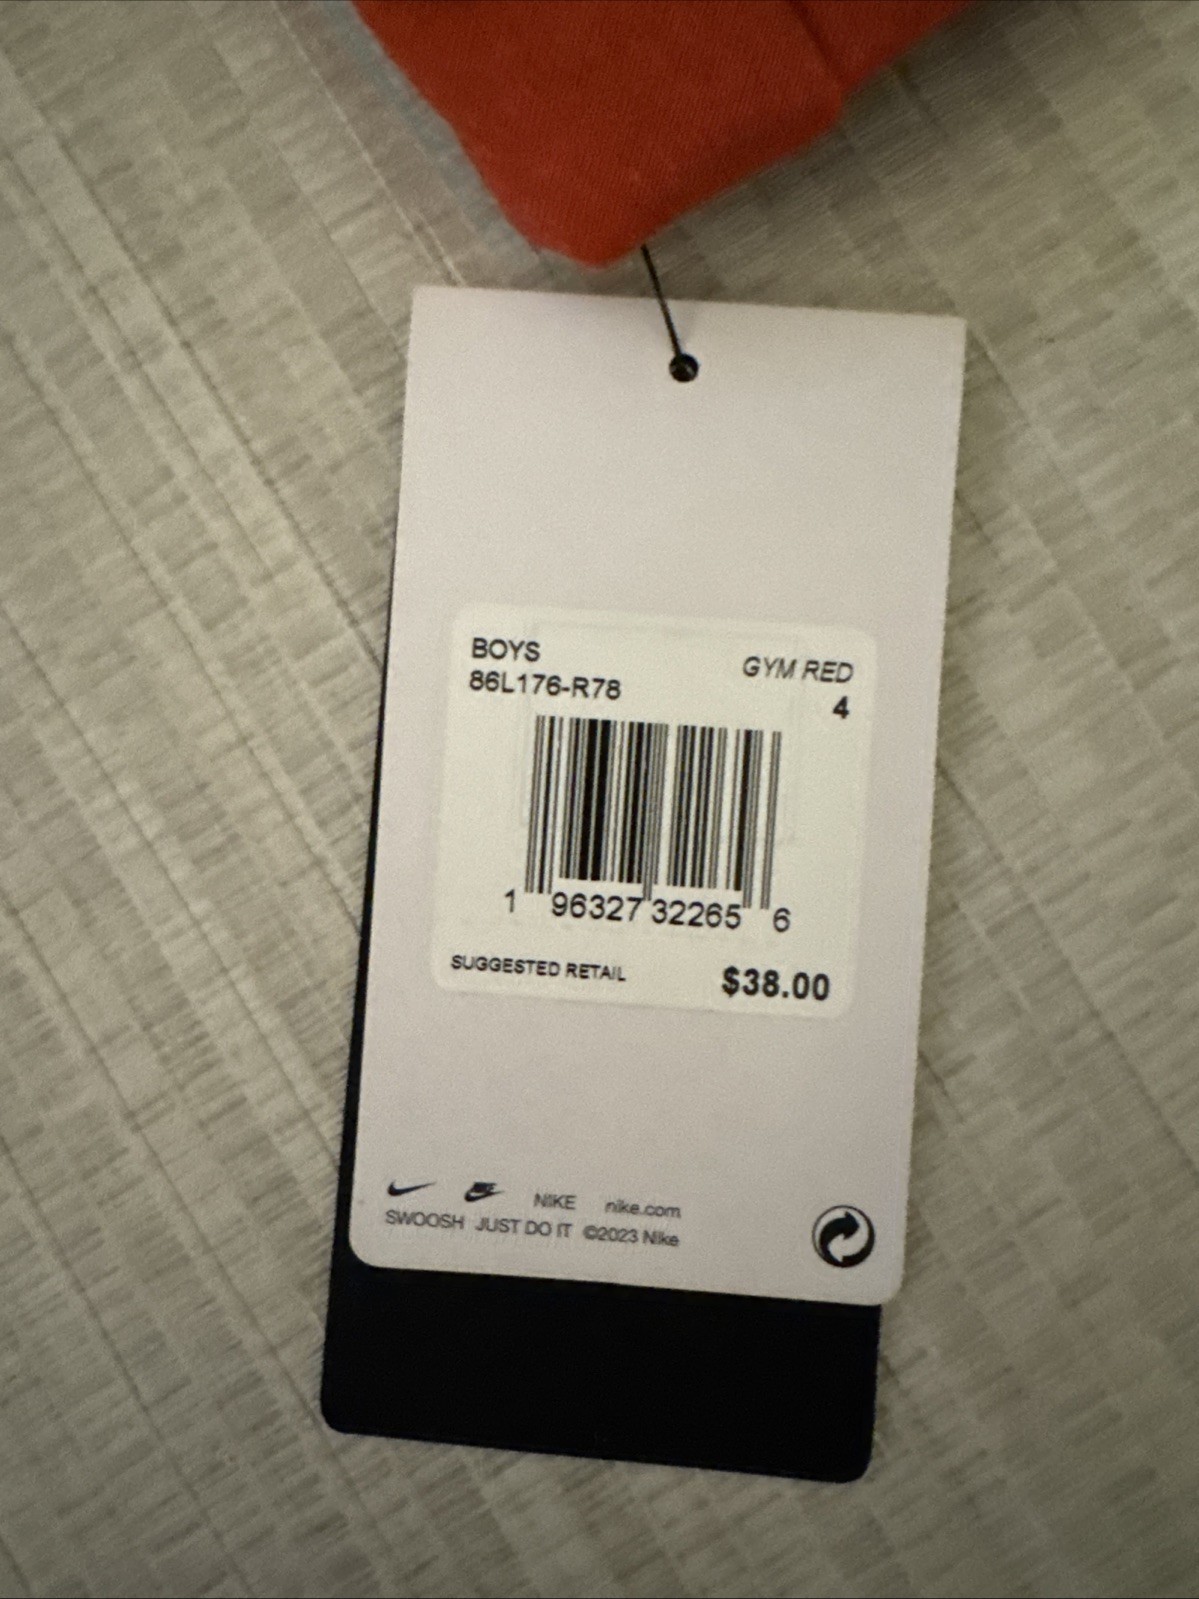 BOYS
GYM RED
86L176-R78
4
1 96327 32265 6
SUGGESTED RETAIL $38.00
NIKE nike.com
SWOOSH JUST DO IT ©2023 Nike